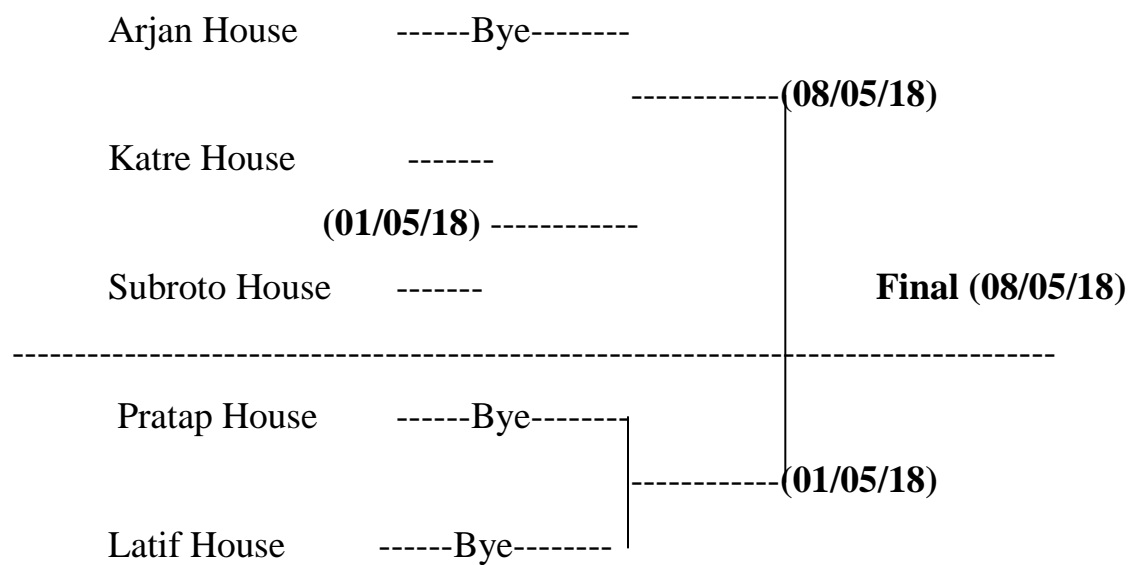 Arjan House ------Bye--------
------------(08/05/18)
Katre House -------
(01/05/18) ------------
Subroto House ------- Final (08/05/18)
--------------------------------------------------------------------------------------
Pratap House ------Bye--------
------------(01/05/18)
Latif House ------Bye--------